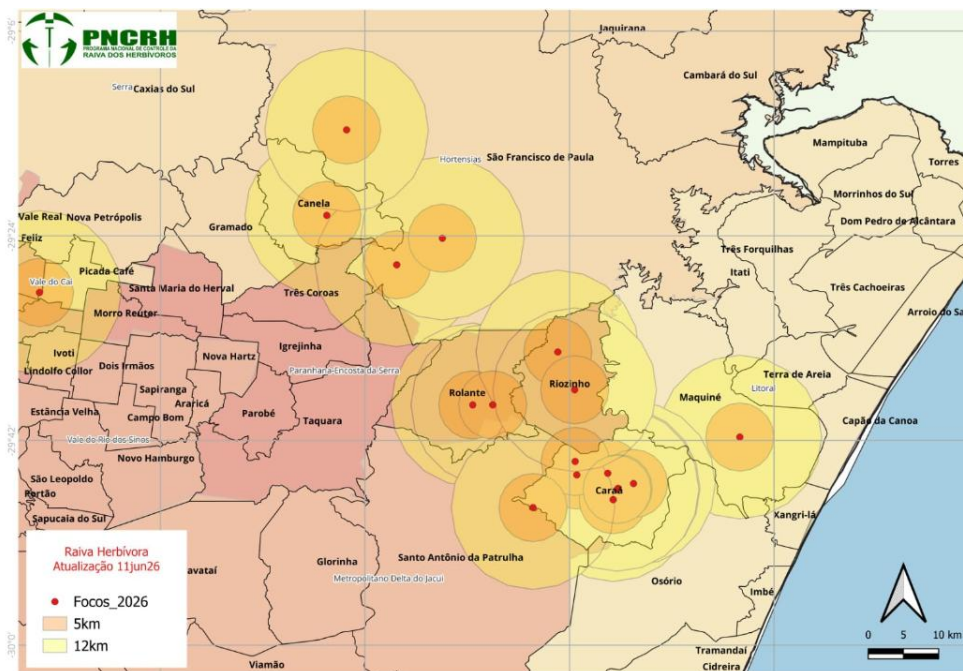 PNCRH
PROGRAMA NACIONAL DE CONTROLE DA
RAIVA DOS HERBÍVOROS
-29°6'
Jaquirana
Cambará do Sul
Serra
Caxias do Sul
Mampituba
Hortensias
São Francisco de Paula
Torres
Morrinhos do Sul
Canela
Vale Real
Nova Petrópolis
Dom Pedro de Alcântara
Gramado
-29°24'
Feliz
Três Forquilhas
Picada Café
Itati
Vale do Caí
Santa Maria do Herval
Três Coroas
Três Cachoeiras
Morro Reuter
Arroio do Sa
Igrejinha
Ivoti
Nova Hartz
Lindolfo Collor
Dois Irmãos
Paranhana-Encosta da Serra
Terra de Areia
Riozinho
Litoral
Sapiranga
Rolante
Maquiné
Araricá
Estância Velha
Campo Bom
Parobé
Taquara
Capão da Canoa
-29°42'
Vale do Rio dos Sinos
Novo Hamburgo
São Leopoldo
Portão
Caraá
Xangri-lá
Sapucaia do Sul
Raiva Herbívora
Atualização 11jun26
Focos_2026
5km
12km
avataí
Glorinha
Santo Antônio da Patrulha
Metropolitano Delta do Jacuí
Osório
Imbé
0 5 10 km
-30°0'
Viamão
Tramandaí
Cidreira